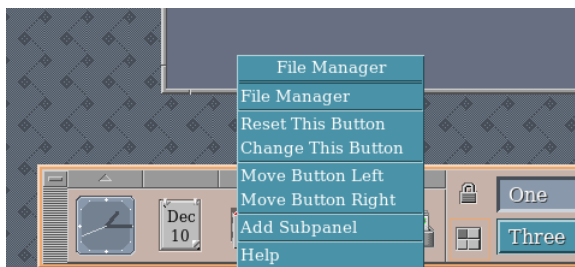 File Manager
File Manager
Reset This Button
Change This Button
Move Button Left
Move Button Right
Add Subpanel
Help
Dec
10
One
Three